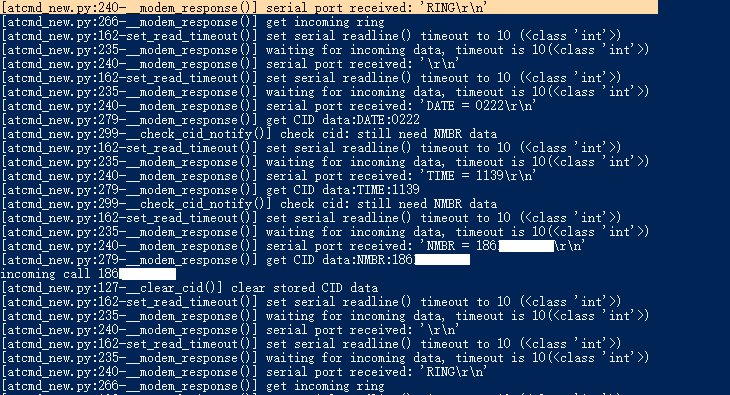 [atcmd_new.py:240-__modem_response()] serial port received: 'RING\r\n'
[atcmd_new.py:266-__modem_response()] get incoming ring
[atcmd_new.py:162-set_read_timeout()] set serial readline() timeout to 10 (<class 'int'>)
[atcmd_new.py:235-__modem_response()] waiting for incoming data, timeout is 10(<class 'int'>)
[atcmd_new.py:240-__modem_response()] serial port received: '\r\n'
[atcmd_new.py:162-set_read_timeout()] set serial readline() timeout to 10 (<class 'int'>)
[atcmd_new.py:235-__modem_response()] waiting for incoming data, timeout is 10(<class 'int'>)
[atcmd_new.py:240-__modem_response()] serial port received: 'DATE = 0222\r\n'
[atcmd_new.py:279-__modem_response()] get CID data:DATE:0222
[atcmd_new.py:299-__check_cid_notify()] check cid: still need NMBR data
[atcmd_new.py:162-set_read_timeout()] set serial readline() timeout to 10 (<class 'int'>)
[atcmd_new.py:235-__modem_response()] waiting for incoming data, timeout is 10(<class 'int'>)
[atcmd_new.py:240-__modem_response()] serial port received: 'TIME = 1139\r\n'
[atcmd_new.py:279-__modem_response()] get CID data:TIME:1139
[atcmd_new.py:299-__check_cid_notify()] check cid: still need NMBR data
[atcmd_new.py:162-set_read_timeout()] set serial readline() timeout to 10 (<class 'int'>)
[atcmd_new.py:235-__modem_response()] waiting for incoming data, timeout is 10(<class 'int'>)
[atcmd_new.py:240-__modem_response()] serial port received: 'NMBR = 186 \r\n'
[atcmd_new.py:279-__modem_response()] get CID data:NMBR:186
incoming call 186
[atcmd_new.py:127-__clear_cid()] clear stored CID data
[atcmd_new.py:162-set_read_timeout()] set serial readline() timeout to 10 (<class 'int'>)
[atcmd_new.py:235-__modem_response()] waiting for incoming data, timeout is 10(<class 'int'>)
[atcmd_new.py:240-__modem_response()] serial port received: '\r\n'
[atcmd_new.py:162-set_read_timeout()] set serial readline() timeout to 10 (<class 'int'>)
[atcmd_new.py:235-__modem_response()] waiting for incoming data, timeout is 10(<class 'int'>)
[atcmd_new.py:240-__modem_response()] serial port received: 'RING\r\n'
[atcmd_new.py:266-__modem_response()] get incoming ring